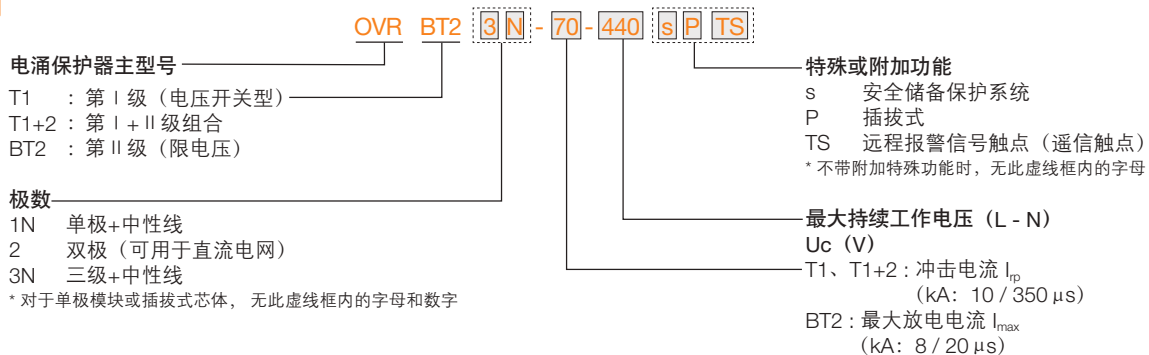 OVR BT2 3 N - 70 - 440 s P TS
电涌保护器主型号
T1 : 第 I 级（电压开关型）
T1+2 : 第 I + II 级组合
BT2 : 第 II 级（限电压）
极数
1N 单极+中性线
2 双极（可用于直流电网）
3N 三级+中性线
* 对于单极模块或插拔式芯体， 无此虚线框内的字母和数字
特殊或附加功能
s 安全储备保护系统
P 插拔式
TS 远程报警信号触点（遥信触点）
* 不带附加特殊功能时，无此虚线框内的字母
最大持续工作电压（L - N）
Uc（V）
T1、T1+2 : 冲击电流 Irp
（kA: 10 / 350 µs）
BT2 : 最大放电电流 Imax
（kA: 8 / 20 µs）